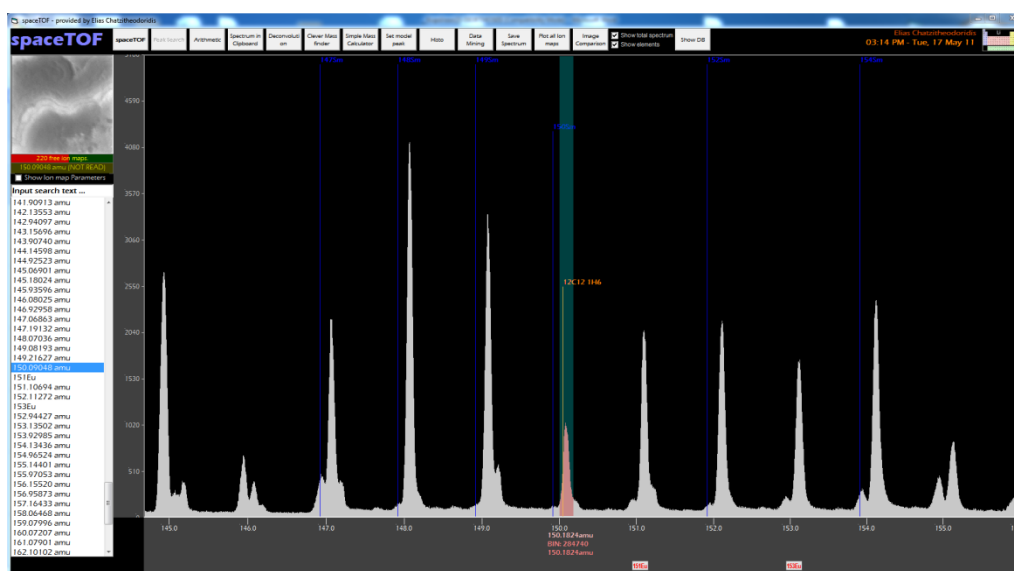 spaceTOF - provided by Elias Chatzitheodoridis
spaceTOF
spaceTOF
Peak Search
Arithmetic
Spectrum in Clipboard
Deconvoluti on
Clever Mass finder
Simple Mass Calculator
Set model peak
Histo
Data Mining
Save Spectrum
Plot all Ion maps
Image Comparison
Show total spectrum
Show elements
Show DB
Elias Chatzitheodoridis
03:14 PM - Tue, 17 May 11
220 free ion maps
150.09048 amu (NOT READ)
Show Ion map Parameters
Input search text ...
141.90913 amu
142.13553 amu
142.94097 amu
143.15696 amu
143.90740 amu
144.14598 amu
144.92523 amu
145.06901 amu
145.18024 amu
145.93596 amu
146.08025 amu
146.92958 amu
147.06863 amu
147.19132 amu
148.07036 amu
149.08193 amu
149.21627 amu
150.09048 amu
151Eu
151.10694 amu
152.11272 amu
153Eu
152.94427 amu
153.13502 amu
153.92985 amu
154.13436 amu
154.96524 amu
155.14401 amu
155.97053 amu
156.15520 amu
156.95873 amu
157.16433 amu
158.06468 amu
159.07996 amu
160.07207 amu
161.07901 amu
162.10102 amu
4590
4080
3570
3060
2550
2040
1530
1020
510
147Sm
149Sm
152Sm
154Sm
12C12 1H6
145.0
146.0
147.0
148.0
149.0
150.0
151.0
152.0
153.0
154.0
155.0
150.1824amu
BIN: 284740
150.1824amu
151Eu
153Eu